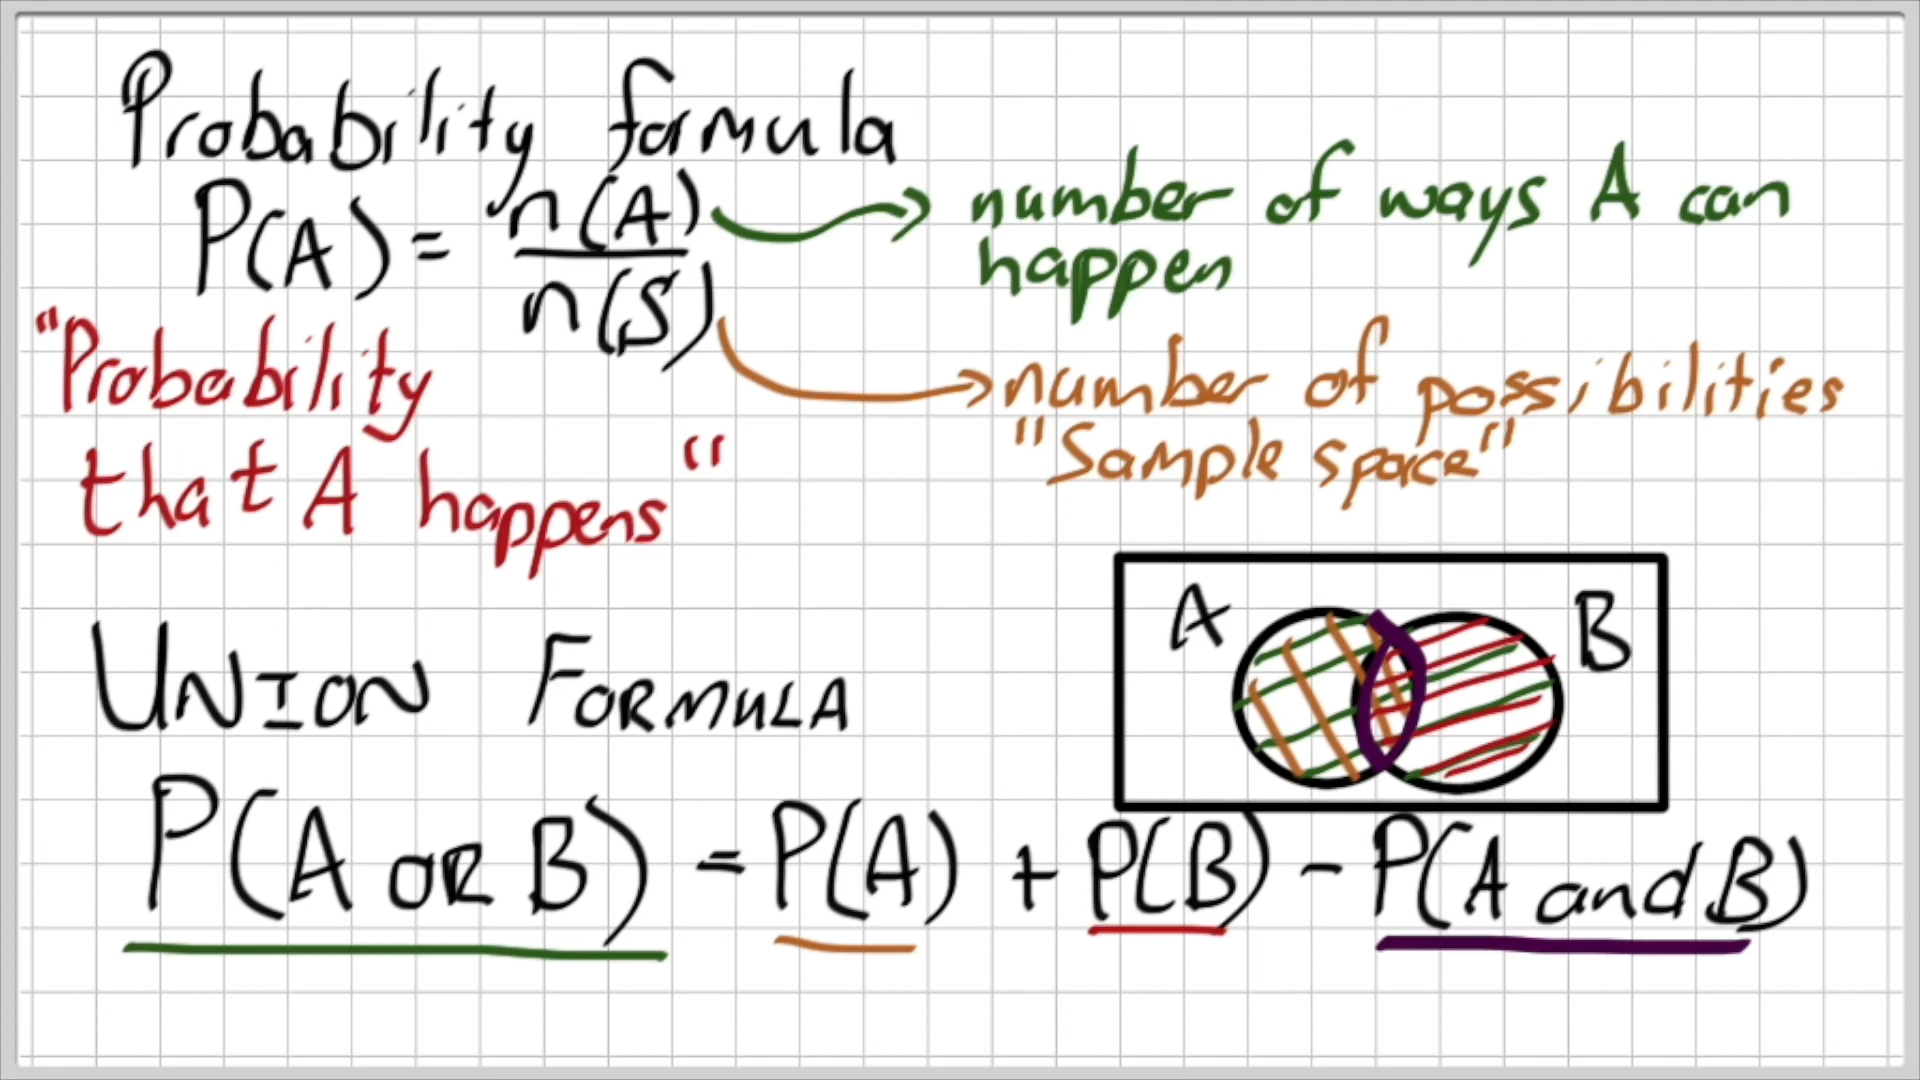 Probability formula
P(A) = n(A)/n(S)
number of ways A can
happen
"Probability
that A happens"
number of possibilities
"Sample space"
A B
UNION FORMULA
P(A OR B) = P(A) + P(B) - P(A and B)